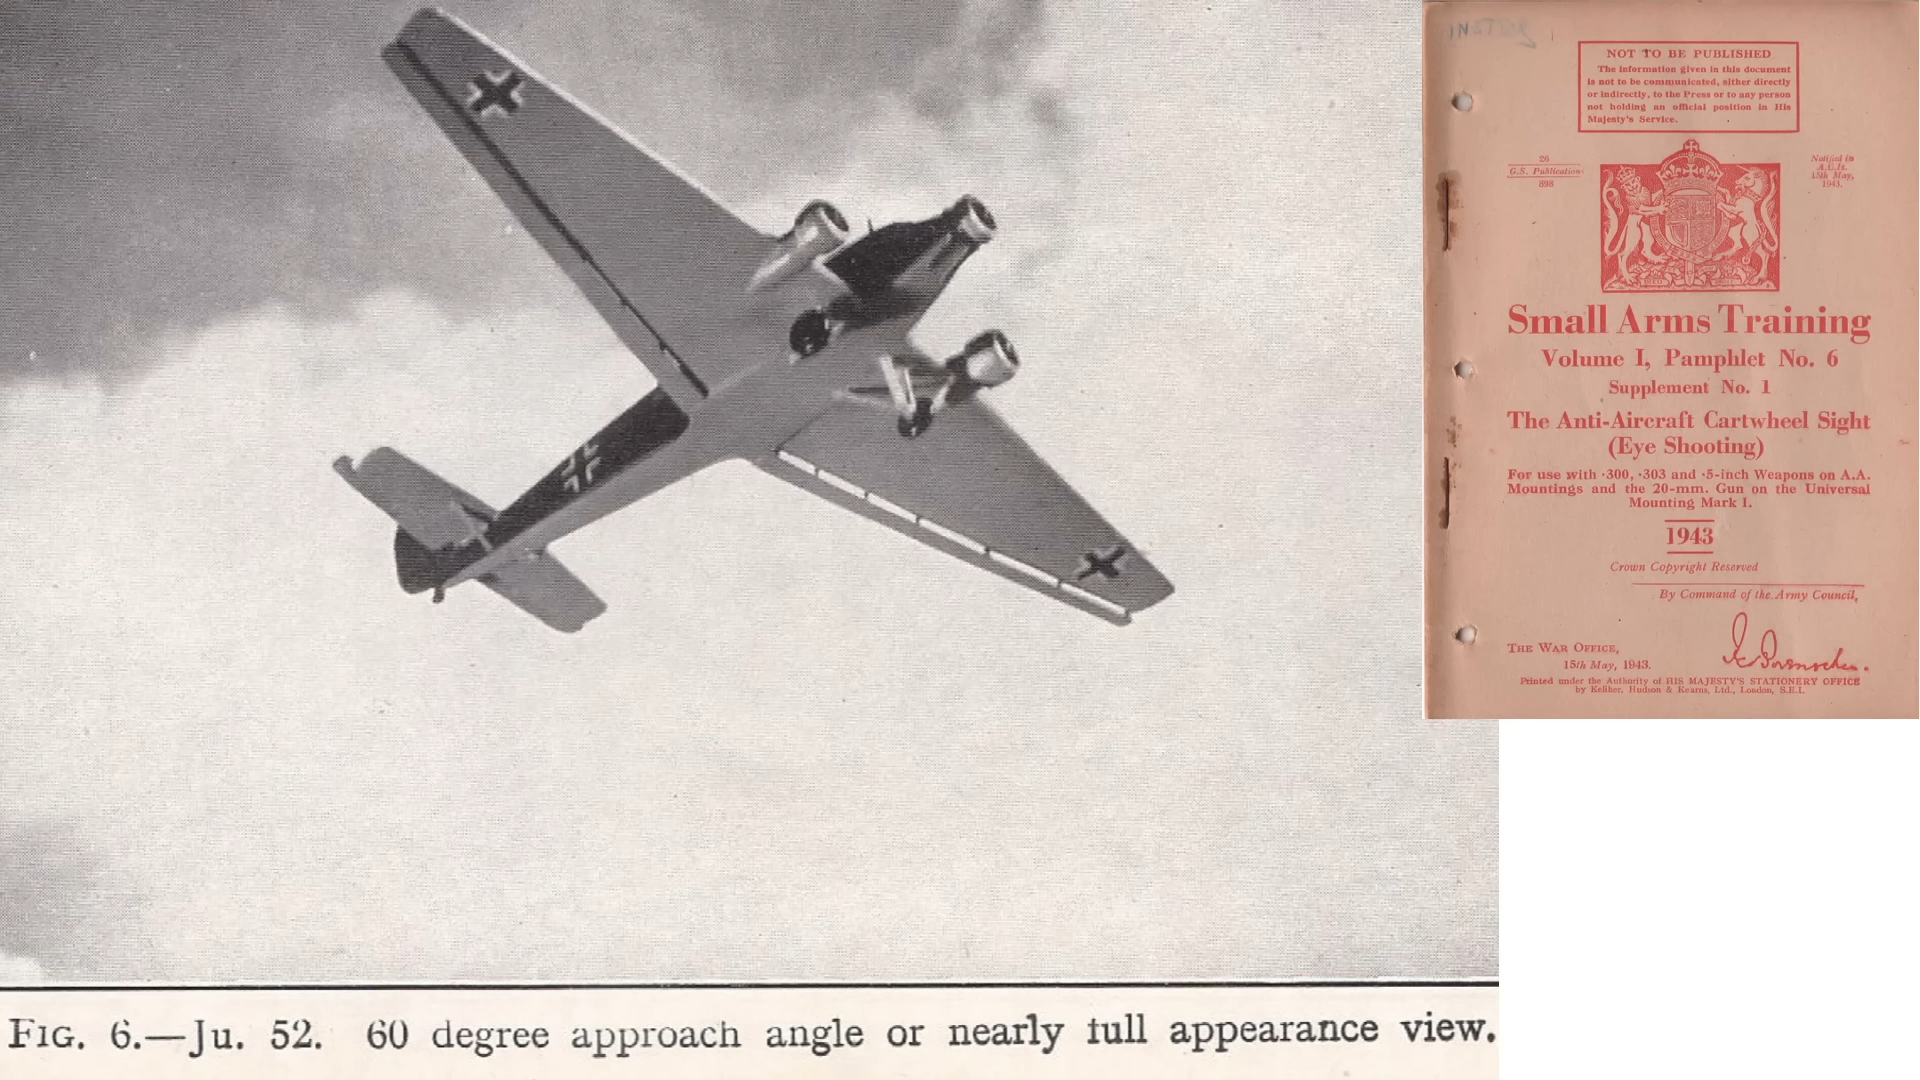 FIG. 6.—Ju. 52. 60 degree approach angle or nearly full appearance view.
NOT TO BE PUBLISHED
The information given in this document
is not to be communicated, either directly
or indirectly, to the Press or to any person
not holding an official position in His
Majesty's Service.
26
G.S. Publications
898
Notified in
A.C.Is.
15th May,
1943.
Small Arms Training
Volume I, Pamphlet No. 6
Supplement No. 1
The Anti-Aircraft Cartwheel Sight
(Eye Shooting)
For use with ·300, ·303 and ·5-inch Weapons on A.A.
Mountings and the 20-mm. Gun on the Universal
Mounting Mark I.
1943
Crown Copyright Reserved
By Command of the Army Council,
THE WAR OFFICE,
15th May, 1943.
Printed under the Authority of HIS MAJESTY'S STATIONERY OFFICE
by Keliher, Hudson & Kearns, Ltd., London, S.E.1.